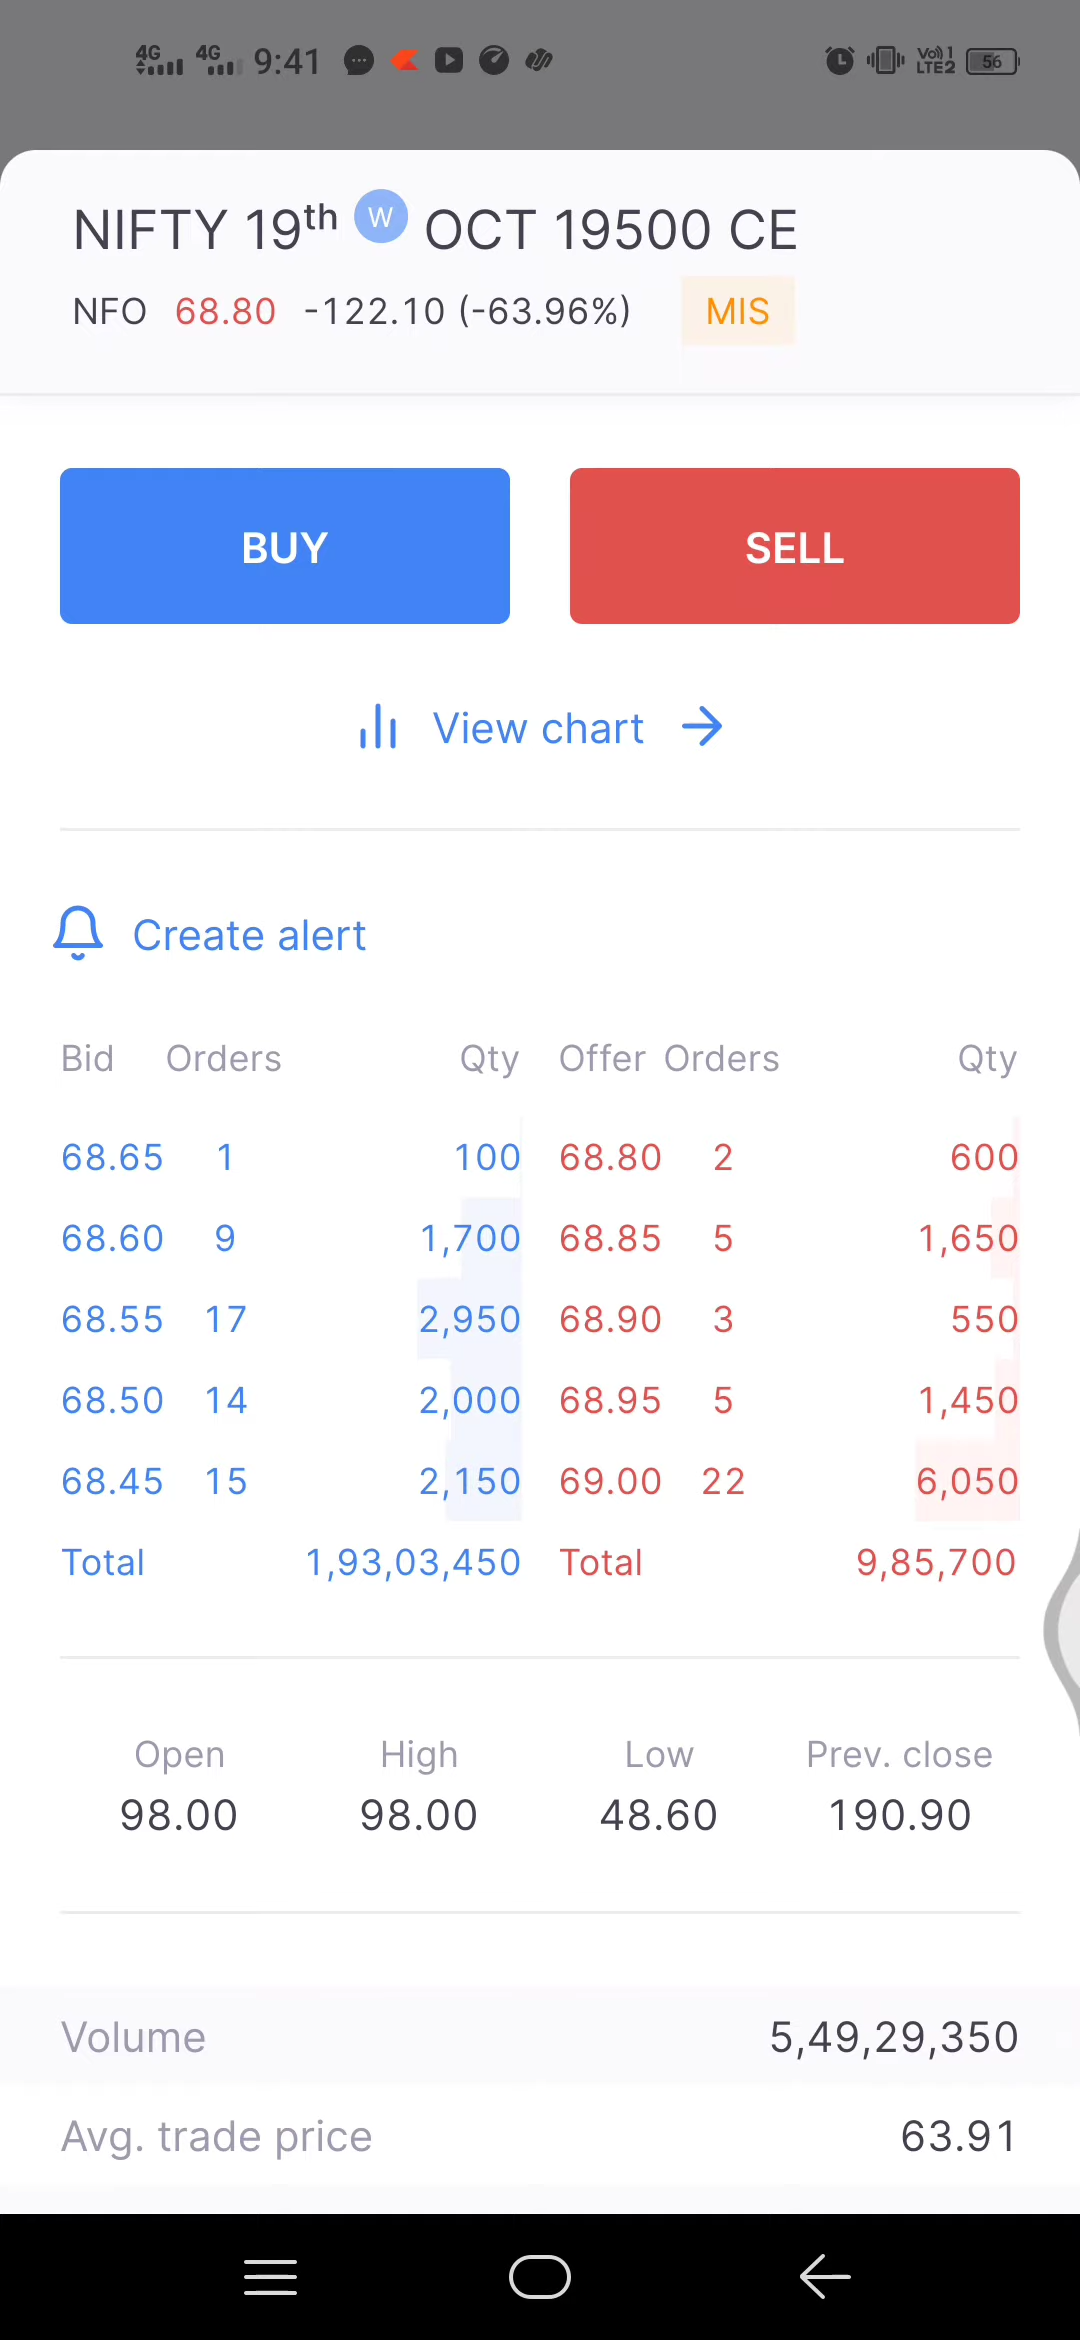 4G 4G 9:41 Vo)) 1 LTE2 56
NIFTY 19th W OCT 19500 CE
NFO 68.80 -122.10 (-63.96%) MIS
BUY SELL
View chart
Create alert
Bid Orders Qty Offer Orders Qty
68.65 1 100 68.80 2 600
68.60 9 1,700 68.85 5 1,650
68.55 17 2,950 68.90 3 550
68.50 14 2,000 68.95 5 1,450
68.45 15 2,150 69.00 22 6,050
Total 1,93,03,450 Total 9,85,700
Open High Low Prev. close
98.00 98.00 48.60 190.90
Volume 5,49,29,350
Avg. trade price 63.91